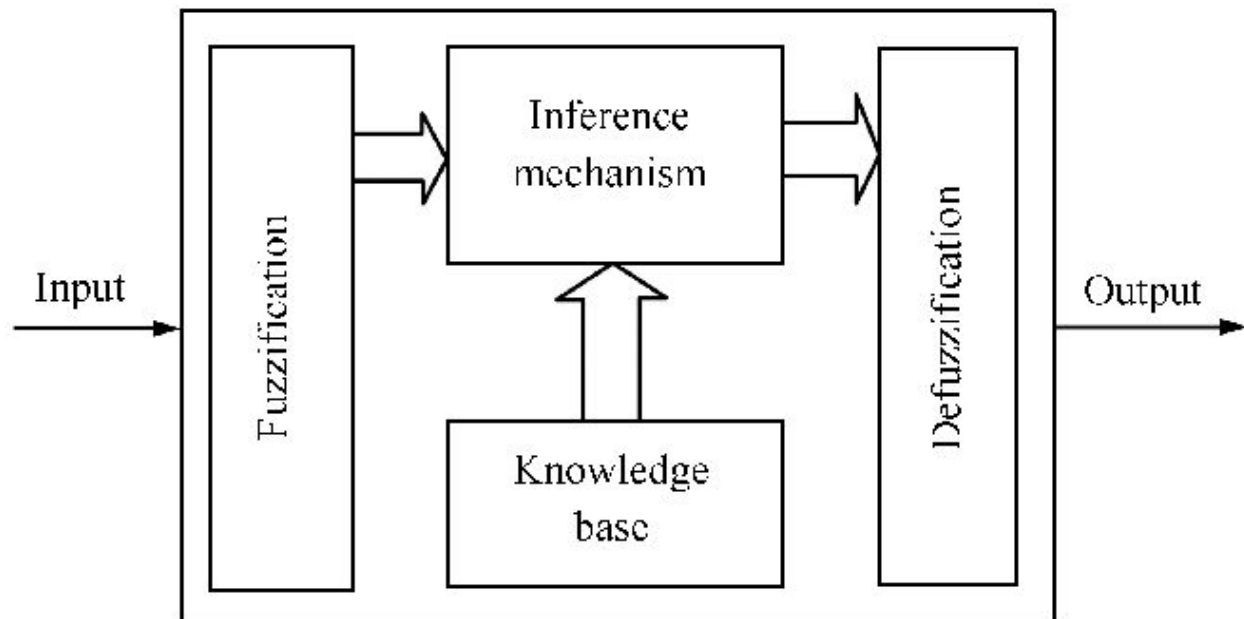 Input
Fuzzification
Inference
mechanism
Knowledge
base
Defuzzification
Output